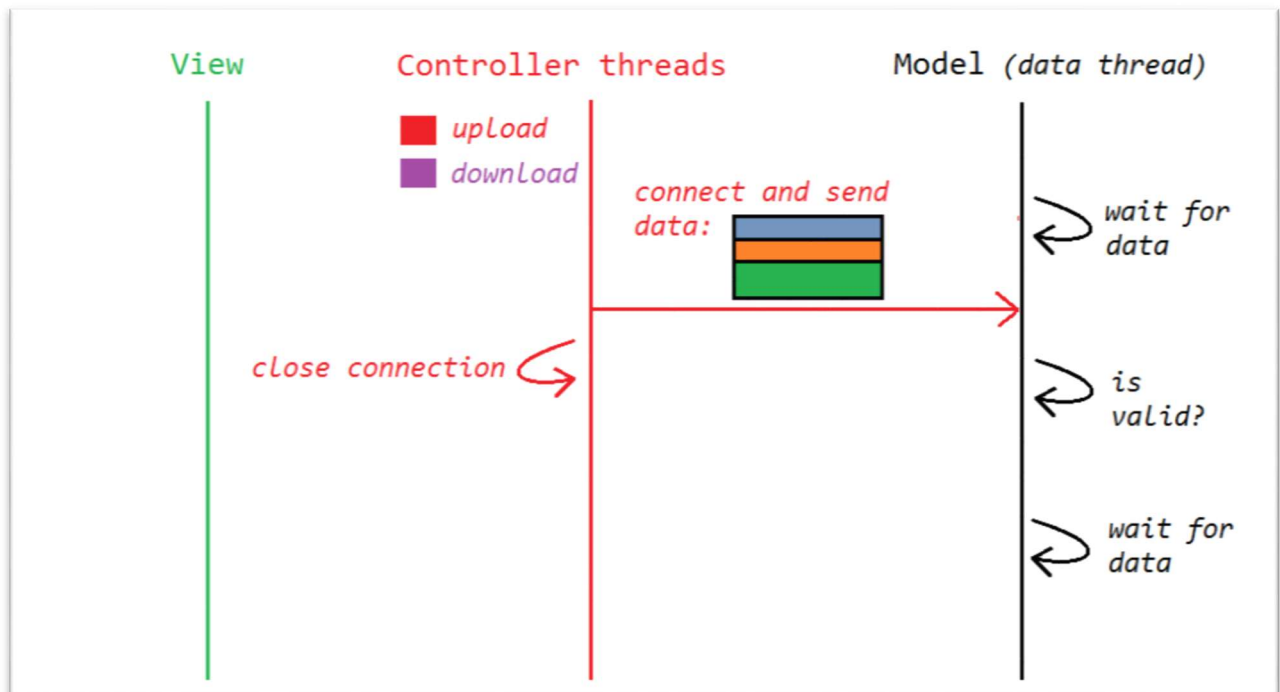 View
Controller threads
Model (data thread)
upload
download
connect and send
data:
wait for
data
close connection
is
valid?
wait for
data